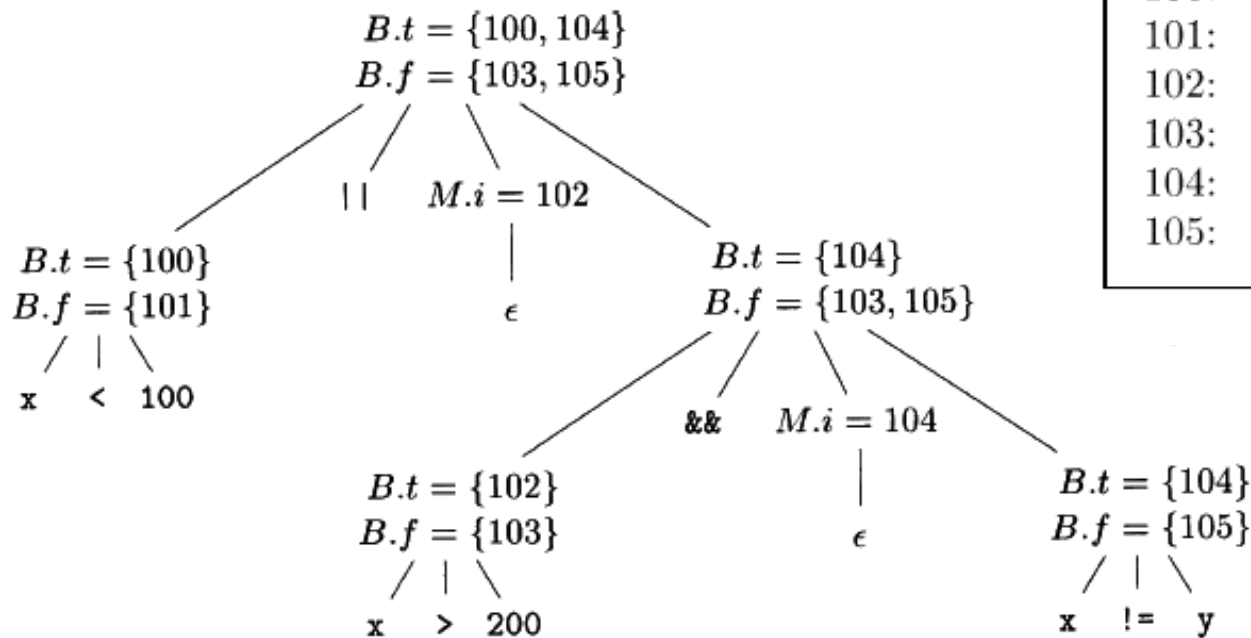 B.t = {100, 104}
B.f = {103, 105}
|| M.i = 102
B.t = {100}
B.f = {101}
ϵ
B.t = {104}
B.f = {103, 105}
x < 100
&& M.i = 104
B.t = {102}
B.f = {103}
ϵ
B.t = {104}
B.f = {105}
x > 200
x != y
101:
102:
103:
104:
105: